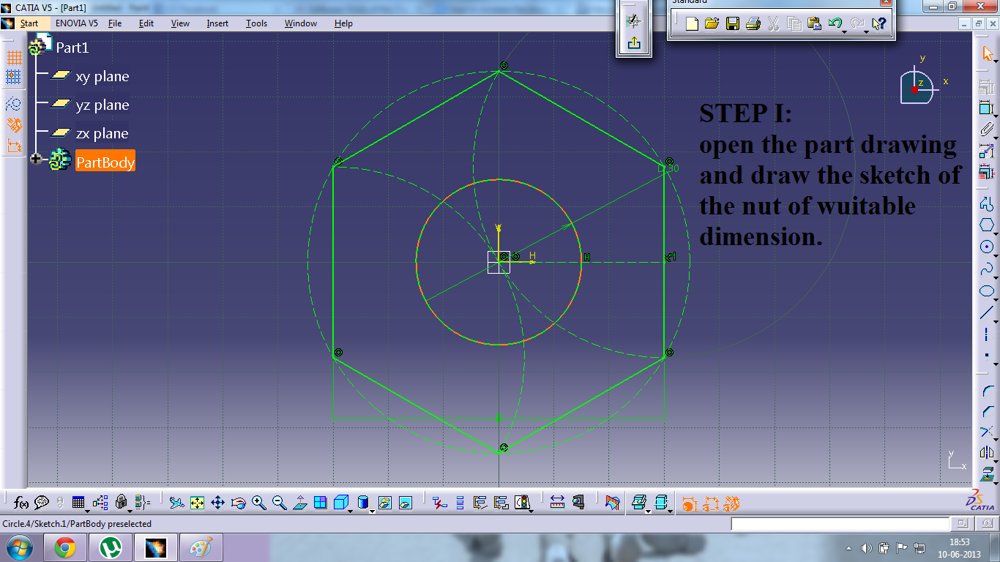 CATIA V5 - [Part1]
Standard
Start ENOVIA V5 File Edit View Insert Tools Window Help
Part1
xy plane
yz plane
zx plane
PartBody
y
z
x
STEP I:
open the part drawing
and draw the sketch of
the nut of wuitable
dimension.
D 30
V
H
H
y
x
f(x)
CATIA
Circle.4/Sketch.1/PartBody preselected
18:53
10-06-2013